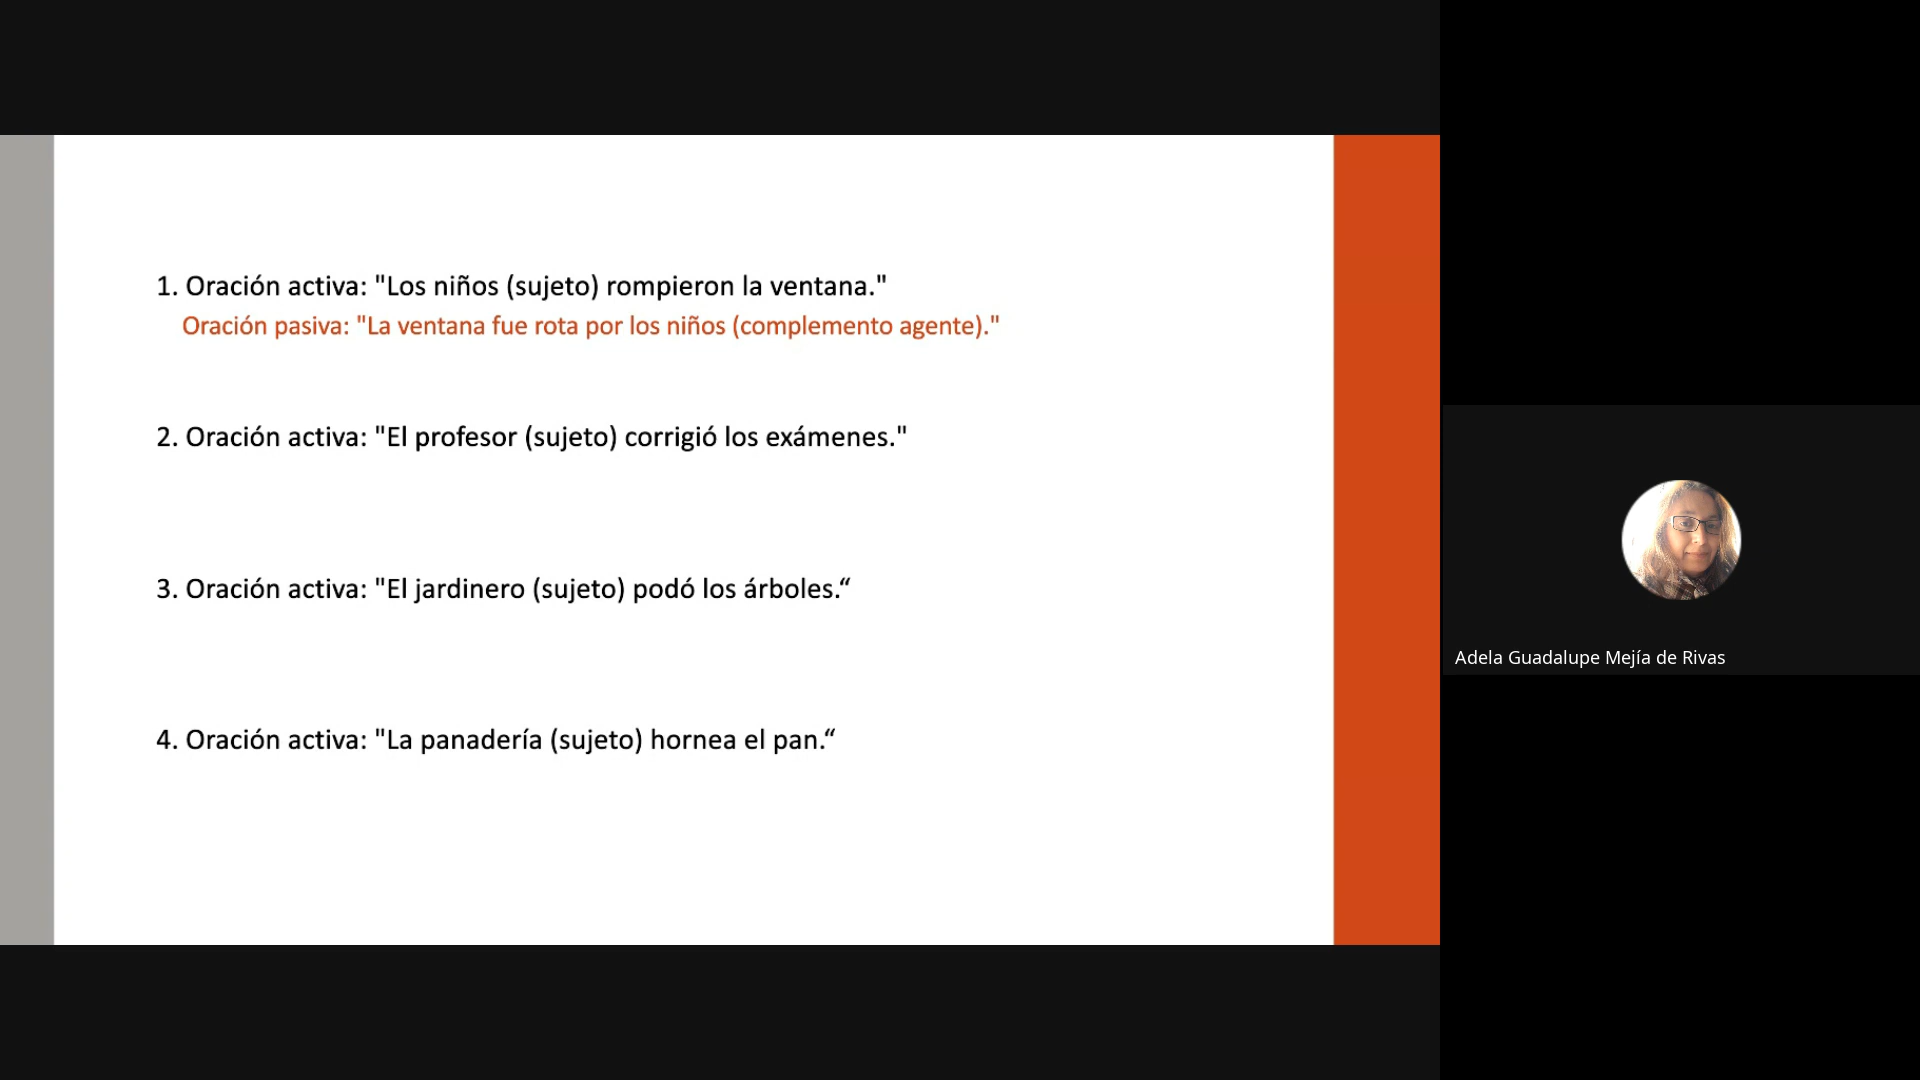 1. Oración activa: "Los niños (sujeto) rompieron la ventana."
Oración pasiva: "La ventana fue rota por los niños (complemento agente)."
2. Oración activa: "El profesor (sujeto) corrigió los exámenes."
3. Oración activa: "El jardinero (sujeto) podó los árboles.“
4. Oración activa: "La panadería (sujeto) hornea el pan.“
Adela Guadalupe Mejía de Rivas